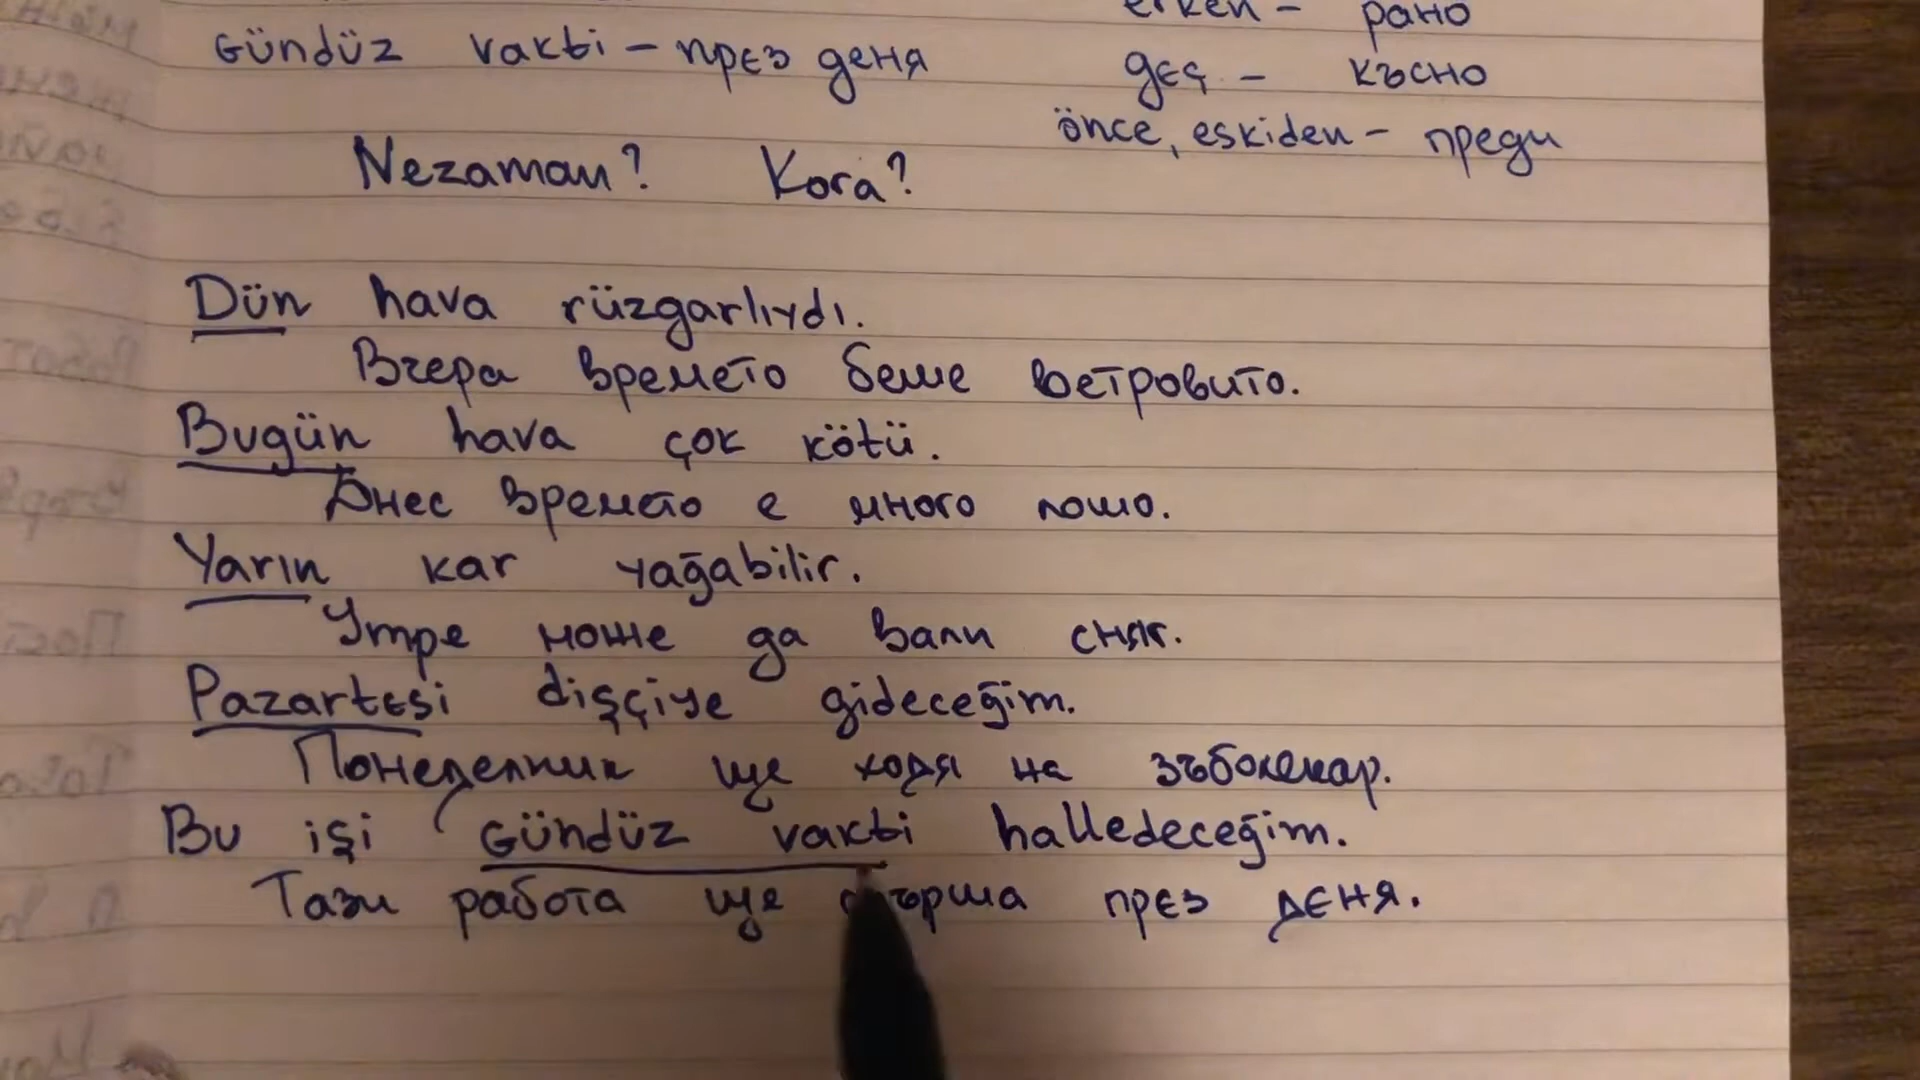 erken - рано
Gündüz vakti - през деня
geç - късно
önce, eskiden - преди
Nezaman? Кога?
Dün hava rüzgarlıydı.
Вчера времето беше ветровито.
Bugün hava çok kötü.
Днес времето е много лошо.
Yarın kar yağabilir.
Утре може да вали сняг.
Pazartesi dişçiye gideceğim.
Понеделник ще ходя на зъболекар.
Bu işi Gündüz vakti halledeceğim.
Тази работа ще свърша през деня.